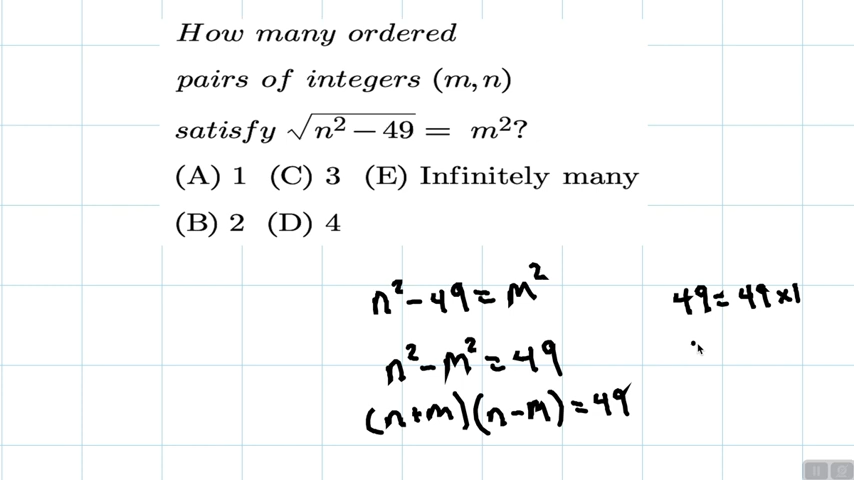 How many ordered
pairs of integers (m, n)
satisfy √n² − 49 = m²?
(A) 1 (C) 3 (E) Infinitely many
(B) 2 (D) 4
n² − 49 = m²
n² − m² = 49
(n+m)(n−m) = 49
49 = 49 × 1